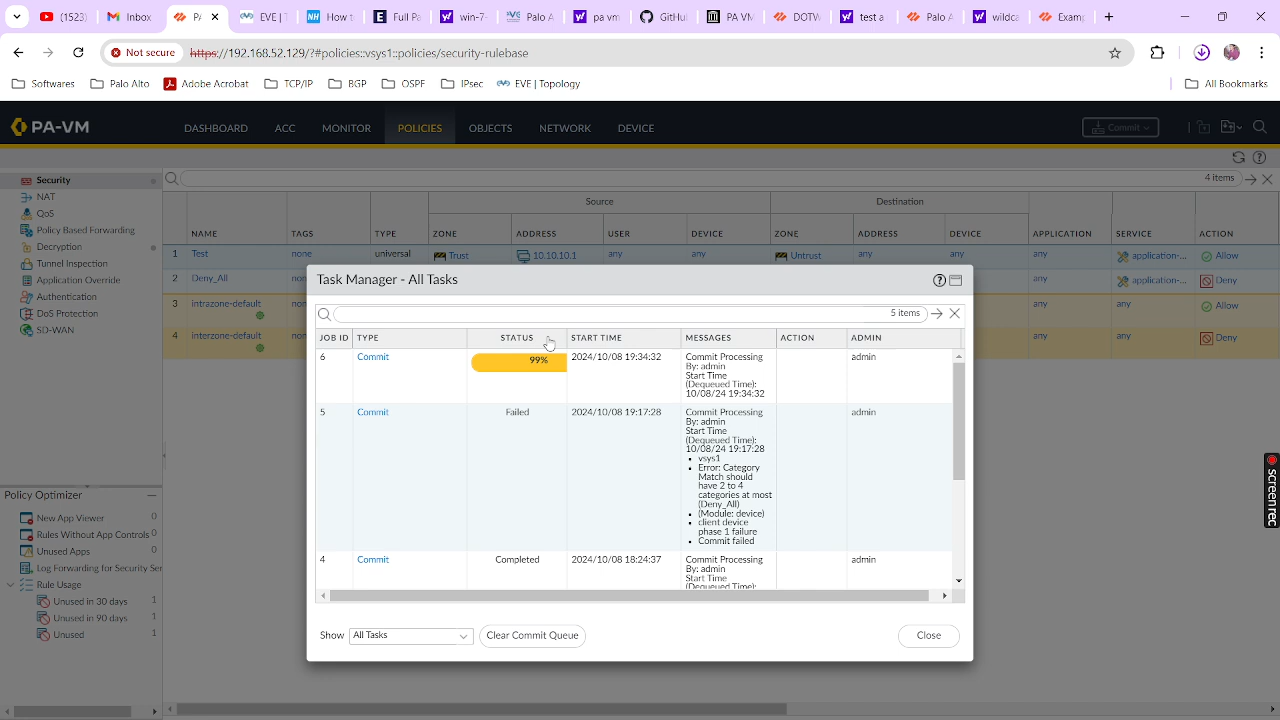 (1523)
Inbox
PA-
EVE |
How t
Full Pa
win-
Palo A
pa vm
GitHub
PA VM
DOTW
test a
Palo A
wildc
Exam
Not secure
https://192.168.52.129/?#policies::vsys1::policies/security-rulebase
Softwares
Palo Alto
Adobe Acrobat
TCP/IP
BGP
OSPF
IPsec
EVE | Topology
All Bookmarks
PA-VM
DASHBOARD
ACC
MONITOR
POLICIES
OBJECTS
NETWORK
DEVICE
Commit
Security
NAT
QoS
Policy Based Forwarding
Decryption
Tunnel Inspection
Application Override
Authentication
DoS Protection
SD-WAN
4 items
Source
Destination
NAME
TAGS
TYPE
ZONE
ADDRESS
USER
DEVICE
ZONE
ADDRESS
DEVICE
APPLICATION
SERVICE
ACTION
1 Test none universal Trust 10.10.10.1 any any Untrust any any any application-... Allow
2 Deny_All non any application-... Deny
3 intrazone-default non any any Allow
4 interzone-default non any any Deny
Task Manager - All Tasks
5 items
JOB ID TYPE STATUS START TIME MESSAGES ACTION ADMIN
6 Commit 99% 2024/10/08 19:34:32 Commit Processing admin
By: admin
Start Time
(Dequeued Time):
10/08/24 19:34:32
5 Commit Failed 2024/10/08 19:17:28 Commit Processing admin
By: admin
Start Time
(Dequeued Time):
10/08/24 19:17:28
• vsys1
• Error: Category
Match should
have 2 to 4
categories at most
(Deny_All)
• (Module: device)
• client device
phase 1 failure
• Commit failed
4 Commit Completed 2024/10/08 18:24:37 Commit Processing admin
By: admin
Start Time
(Dequeued Time):
Show All Tasks
Clear Commit Queue
Close
Policy Optimizer
New App Viewer 0
Rules Without App Controls 0
Unused Apps 0
Log Forwarding for Security Ser
Rule Usage
Unused in 30 days 1
Unused in 90 days 1
Unused 1
screen rec